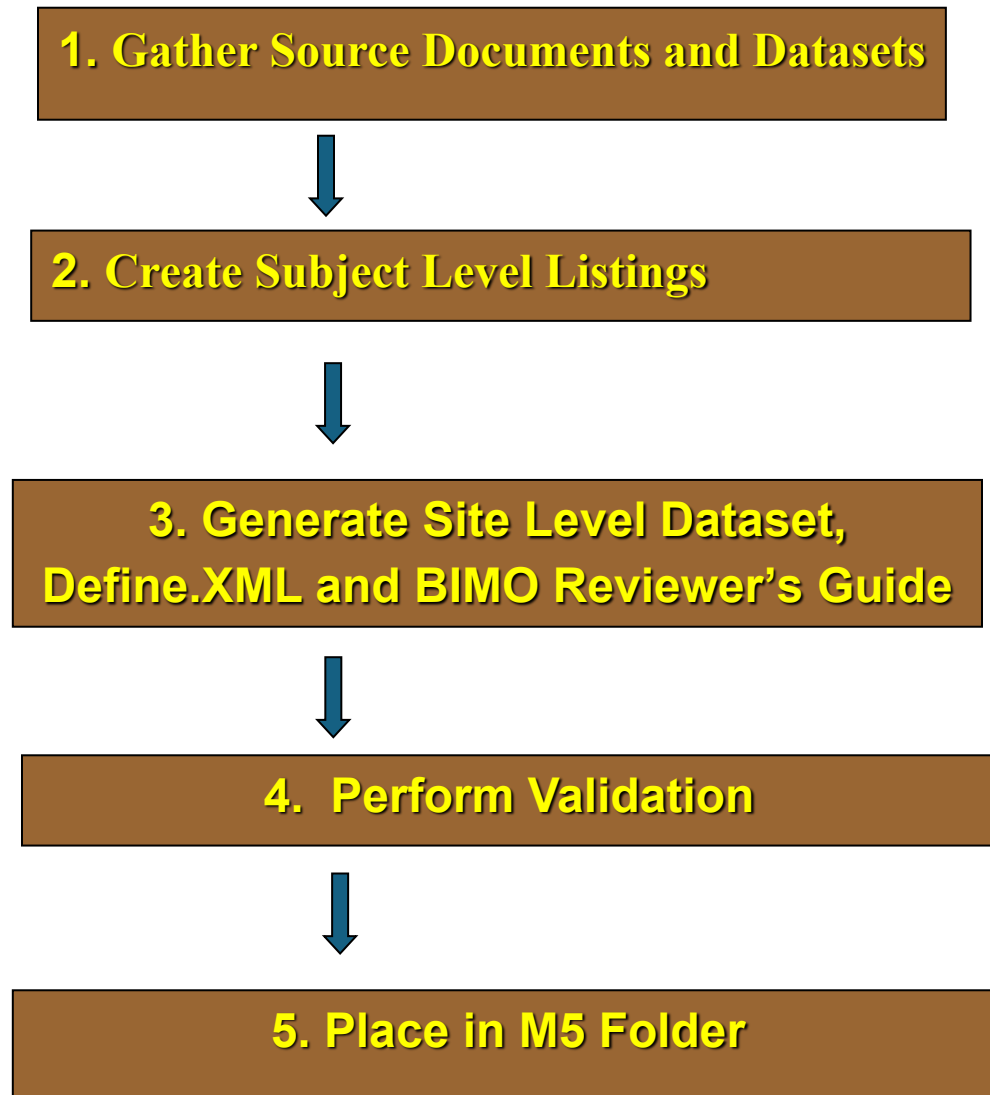 1. Gather Source Documents and Datasets
2. Create Subject Level Listings
3. Generate Site Level Dataset,
Define.XML and BIMO Reviewer’s Guide
4. Perform Validation
5. Place in M5 Folder